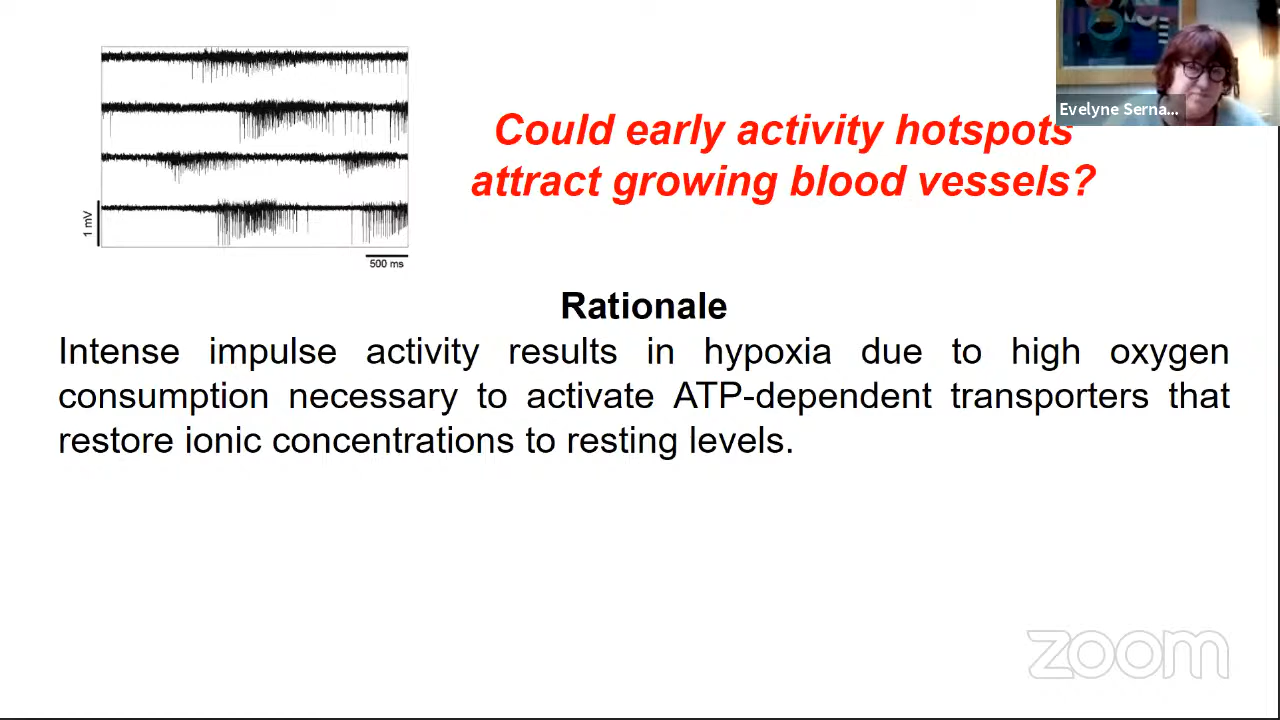 Evelyne Serna...
Could early activity hotspots
attract growing blood vessels?
1 mV
500 ms
Rationale
Intense impulse activity results in hypoxia due to high oxygen
consumption necessary to activate ATP-dependent transporters that
restore ionic concentrations to resting levels.
zoom